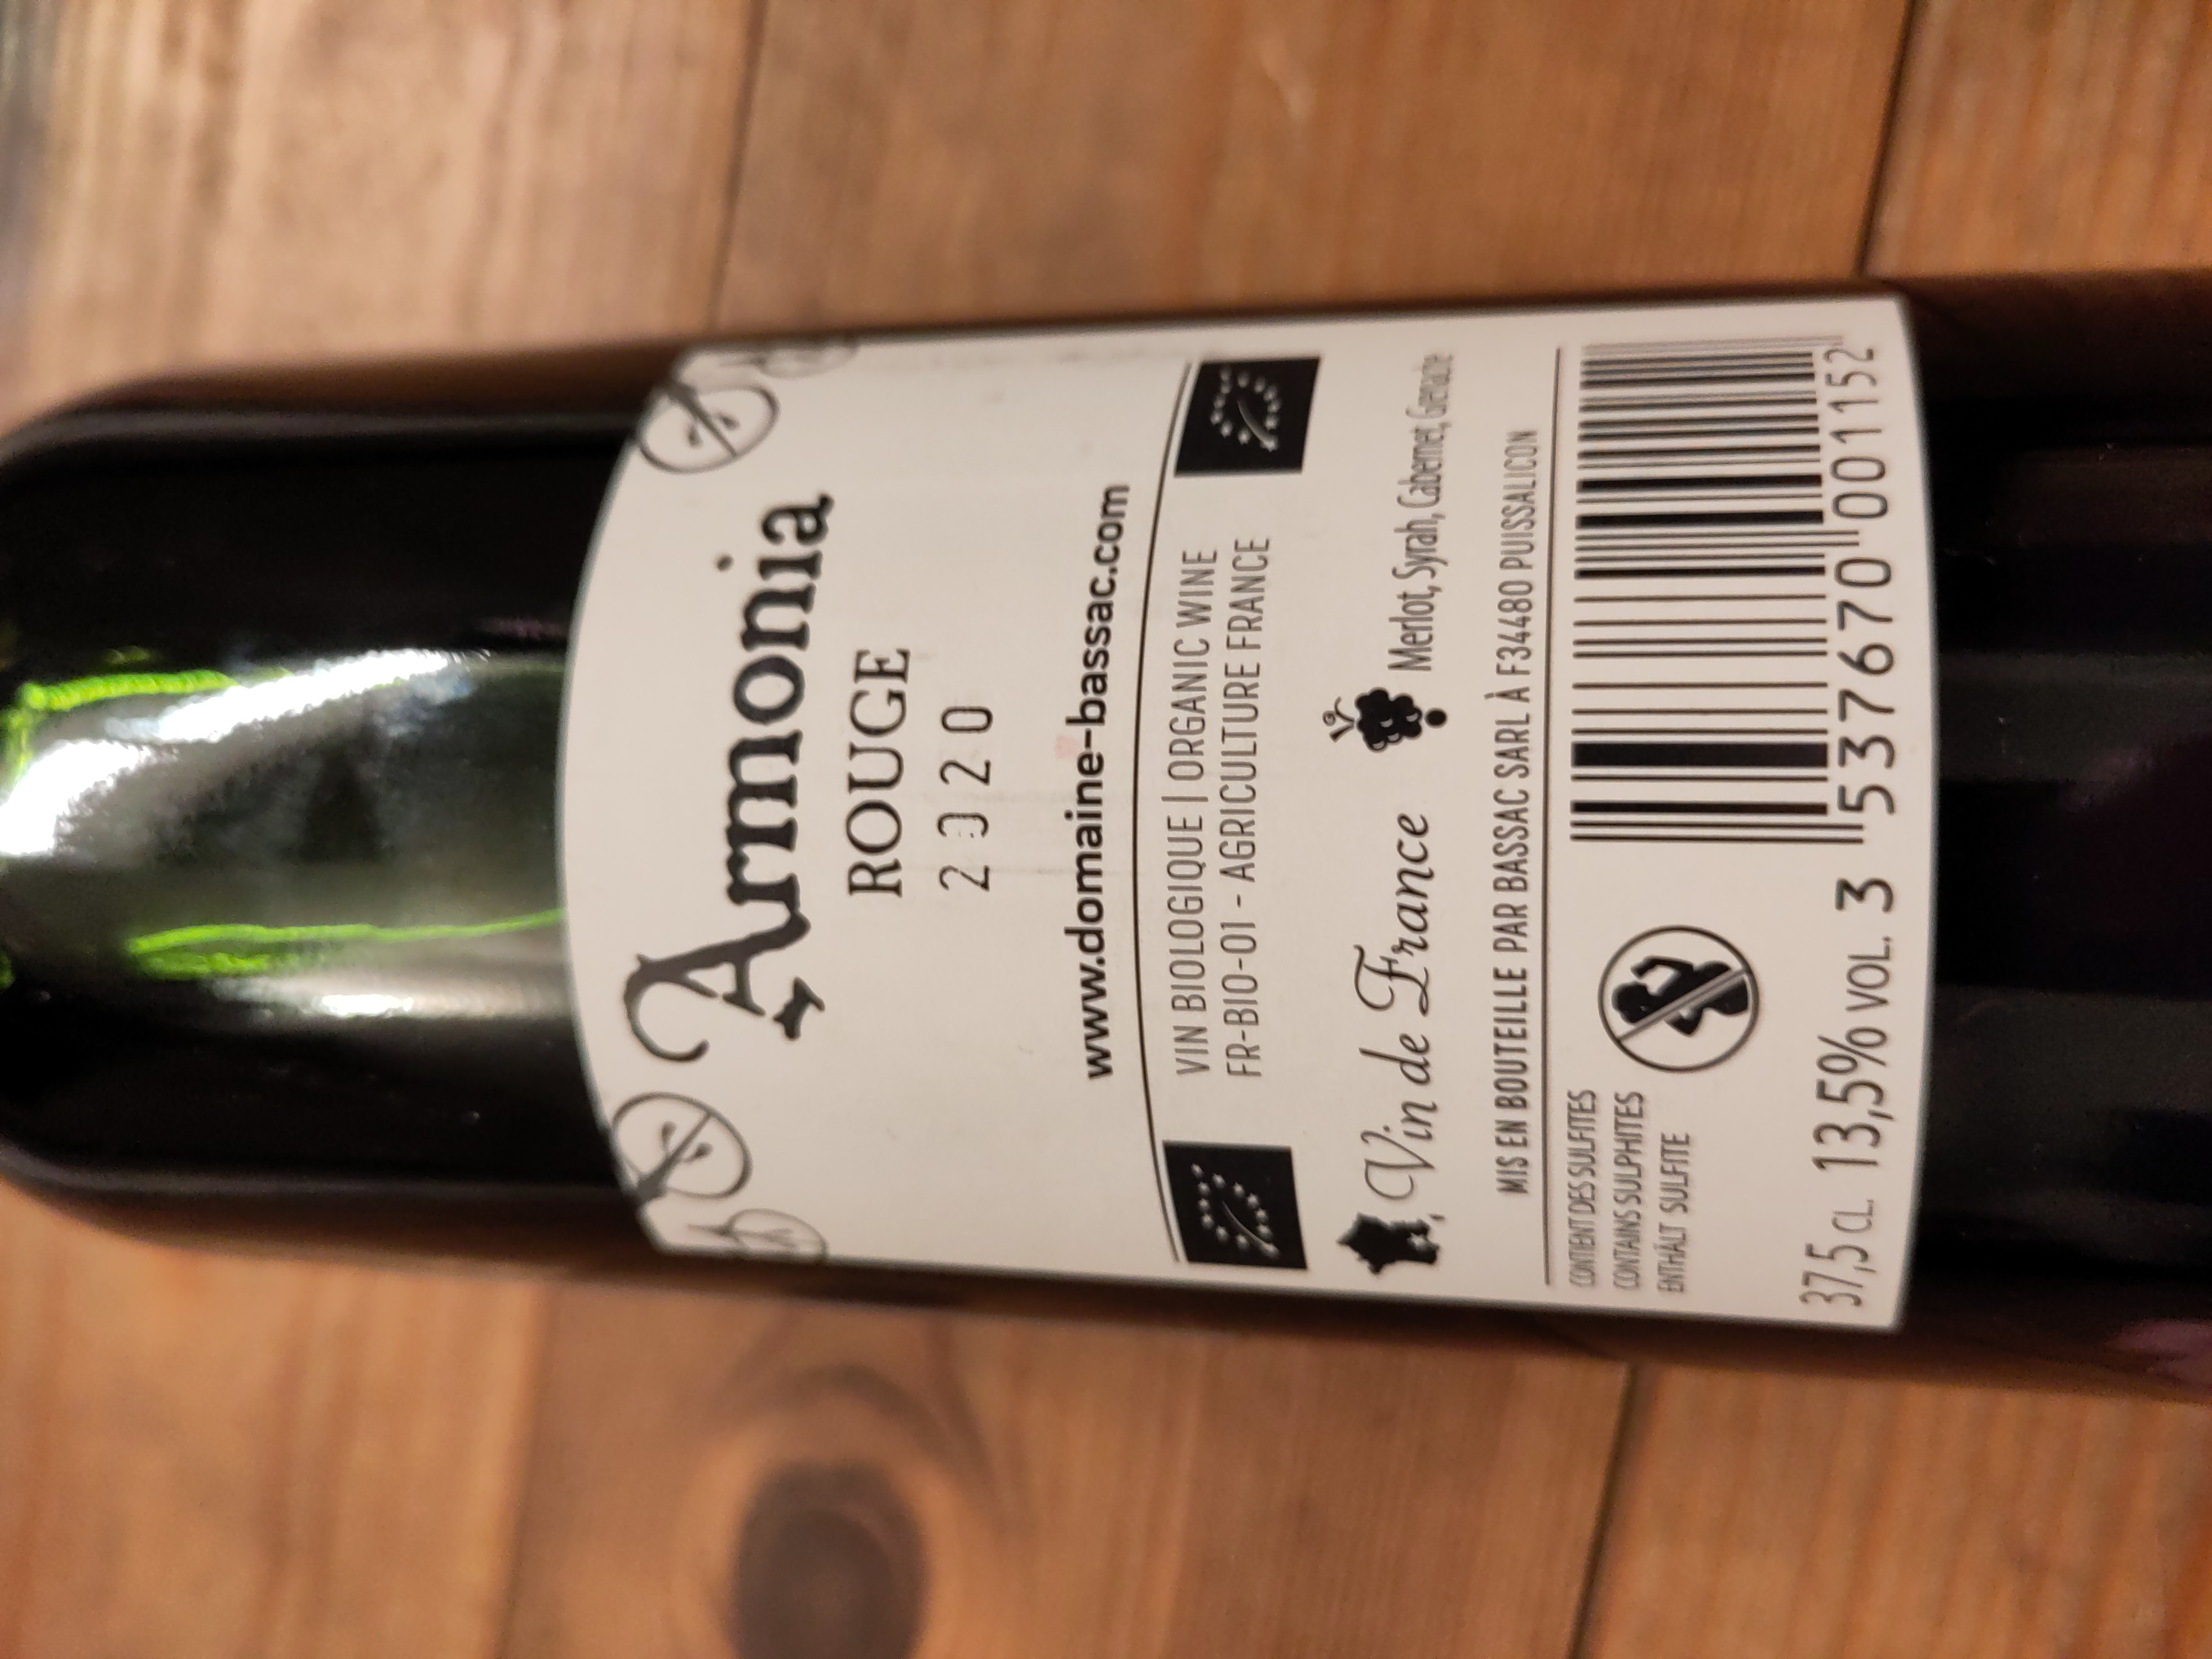 Armonia
ROUGE
2020
www.domaine-bassac.com
VIN BIOLOGIQUE | ORGANIC WINE
FR-BIO-01 - AGRICULTURE FRANCE
Vin de France
Merlot, Syrah, Cabernet, Grenache
MIS EN BOUTEILLE PAR BASSAC SARL À F34480 PUISSALICON
CONTIENT DES SULFITES
CONTAINS SULPHITES
ENTHÄLT SULFITE
37,5 CL. 13,5% VOL.
3 537670 001152